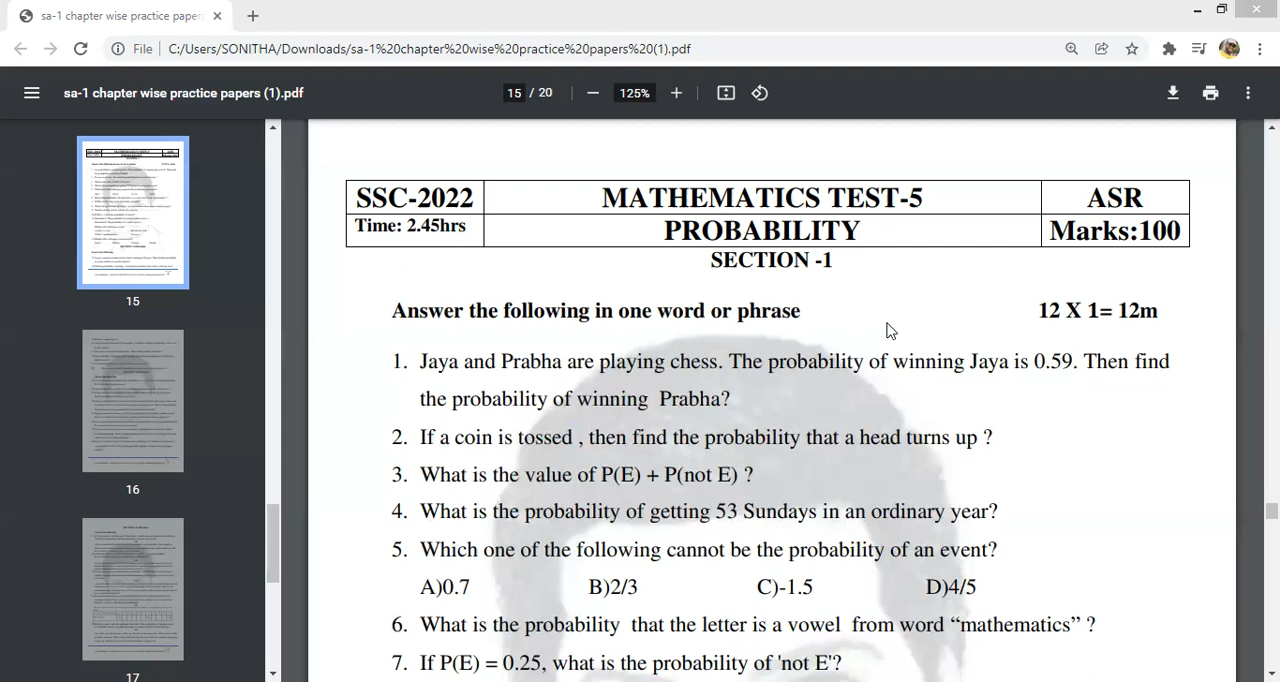 sa-1 chapter wise practice paper
File C:/Users/SONITHA/Downloads/sa-1%20chapter%20wise%20practice%20papers%20(1).pdf
sa-1 chapter wise practice papers (1).pdf
15 / 20
125%
15
16
17
SSC-2022 MATHEMATICS TEST-5 ASR
Time: 2.45hrs PROBABILITY Marks:100
SECTION -1
Answer the following in one word or phrase 12 X 1= 12m
1. Jaya and Prabha are playing chess. The probability of winning Jaya is 0.59. Then find
the probability of winning Prabha?
2. If a coin is tossed , then find the probability that a head turns up ?
3. What is the value of P(E) + P(not E) ?
4. What is the probability of getting 53 Sundays in an ordinary year?
5. Which one of the following cannot be the probability of an event?
A)0.7 B)2/3 C)-1.5 D)4/5
6. What is the probability that the letter is a vowel from word “mathematics” ?
7. If P(E) = 0.25, what is the probability of 'not E'?